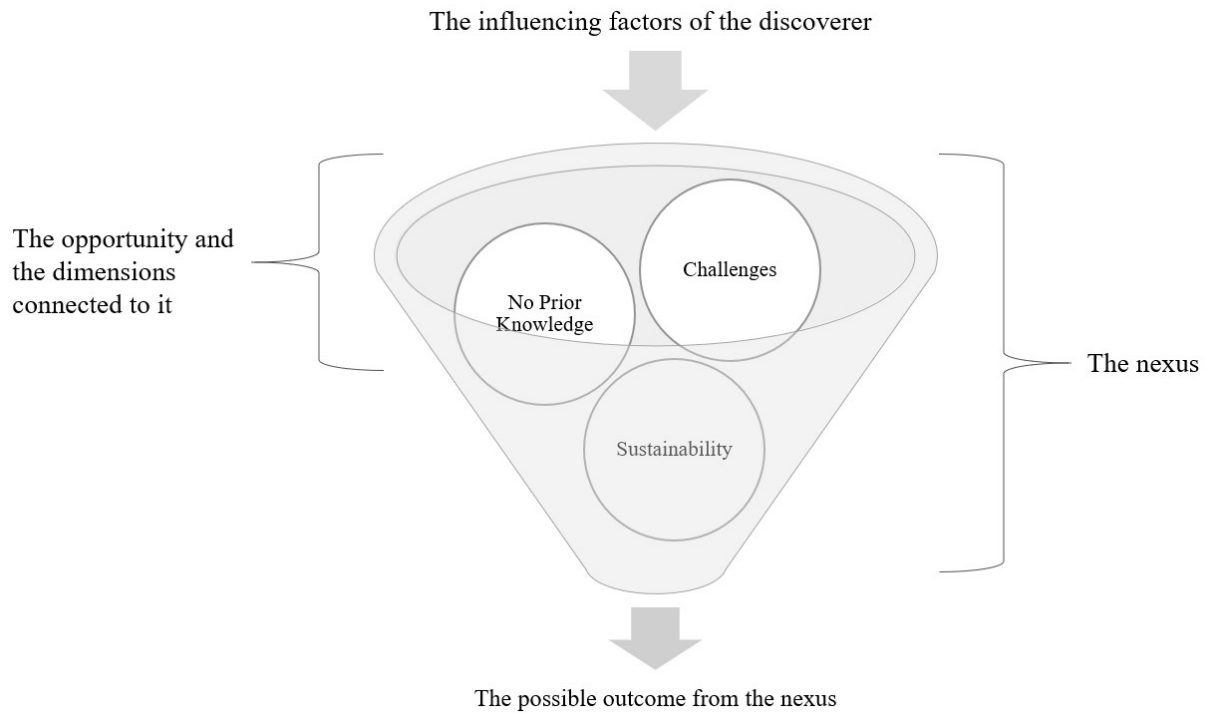 The influencing factors of the discoverer
The opportunity and
the dimensions
connected to it
No Prior
Knowledge
Challenges
Sustainability
The nexus
The possible outcome from the nexus